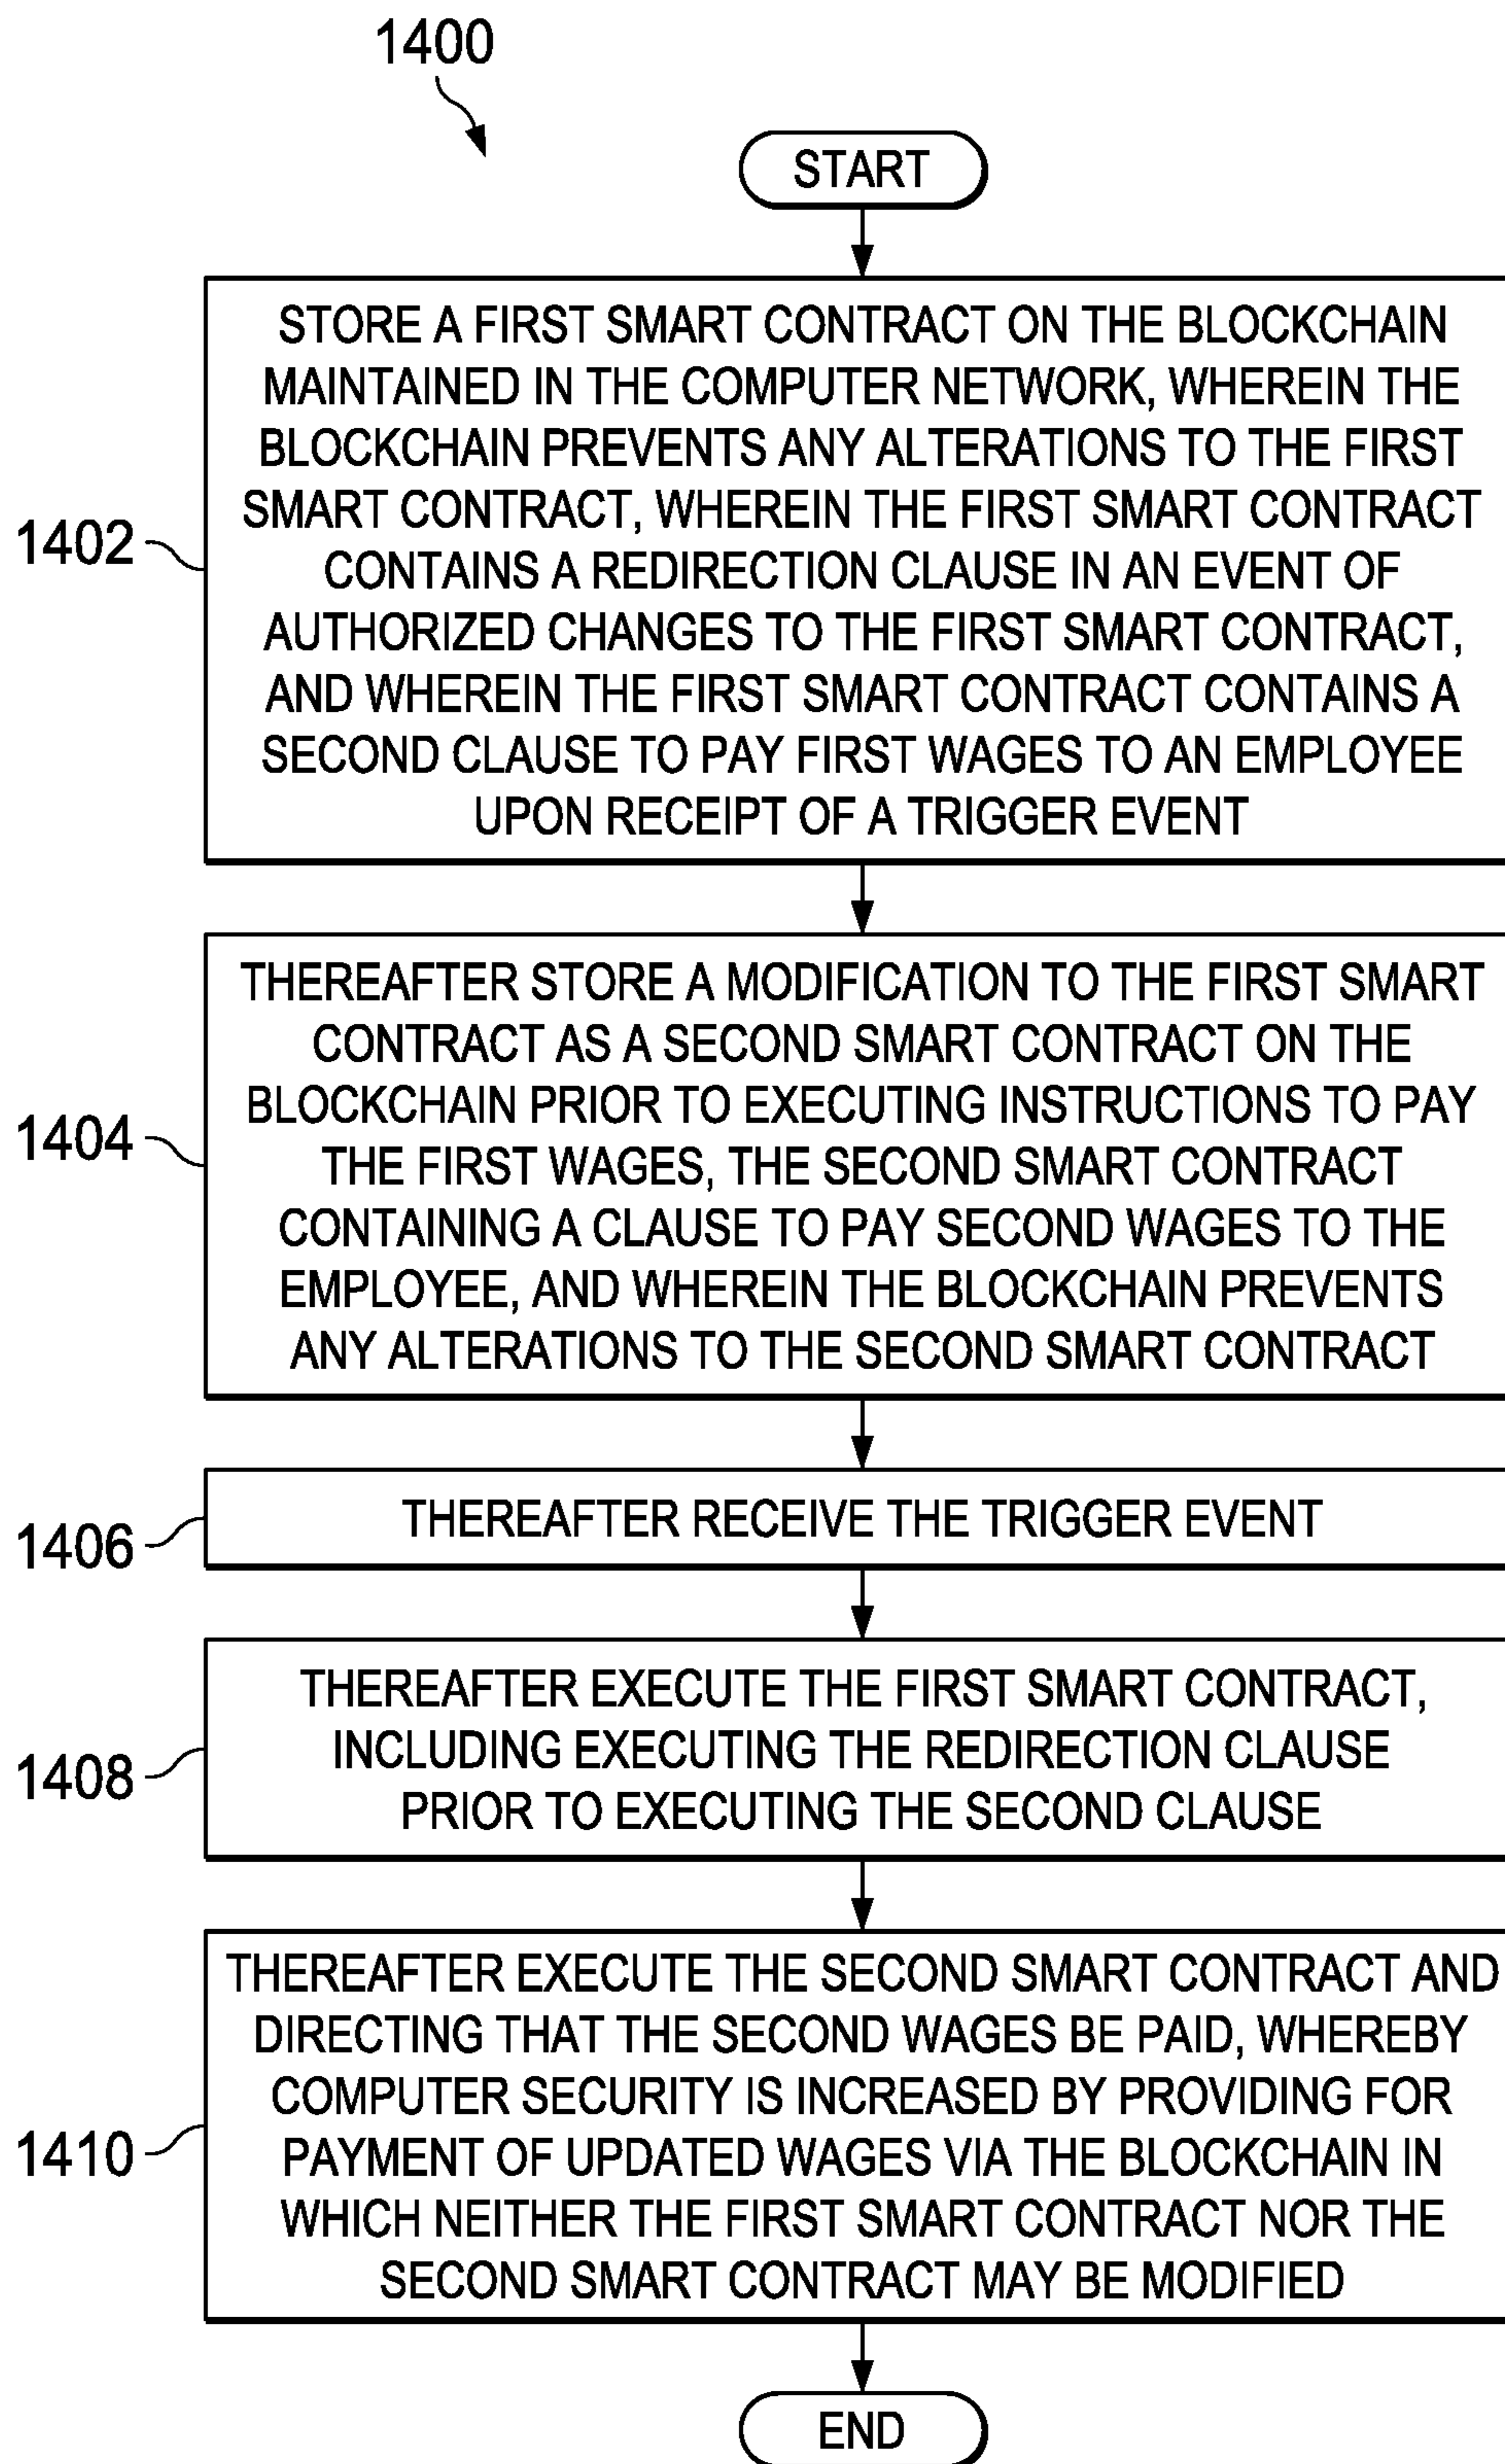 1400
START
STORE A FIRST SMART CONTRACT ON THE BLOCKCHAIN
MAINTAINED IN THE COMPUTER NETWORK, WHEREIN THE
BLOCKCHAIN PREVENTS ANY ALTERATIONS TO THE FIRST
SMART CONTRACT, WHEREIN THE FIRST SMART CONTRACT
CONTAINS A REDIRECTION CLAUSE IN AN EVENT OF
AUTHORIZED CHANGES TO THE FIRST SMART CONTRACT,
AND WHEREIN THE FIRST SMART CONTRACT CONTAINS A
SECOND CLAUSE TO PAY FIRST WAGES TO AN EMPLOYEE
UPON RECEIPT OF A TRIGGER EVENT
1402
THEREAFTER STORE A MODIFICATION TO THE FIRST SMART
CONTRACT AS A SECOND SMART CONTRACT ON THE
BLOCKCHAIN PRIOR TO EXECUTING INSTRUCTIONS TO PAY
THE FIRST WAGES, THE SECOND SMART CONTRACT
CONTAINING A CLAUSE TO PAY SECOND WAGES TO THE
EMPLOYEE, AND WHEREIN THE BLOCKCHAIN PREVENTS
ANY ALTERATIONS TO THE SECOND SMART CONTRACT
1404
THEREAFTER RECEIVE THE TRIGGER EVENT
1406
THEREAFTER EXECUTE THE FIRST SMART CONTRACT,
INCLUDING EXECUTING THE REDIRECTION CLAUSE
PRIOR TO EXECUTING THE SECOND CLAUSE
1408
THEREAFTER EXECUTE THE SECOND SMART CONTRACT AND
DIRECTING THAT THE SECOND WAGES BE PAID, WHEREBY
COMPUTER SECURITY IS INCREASED BY PROVIDING FOR
PAYMENT OF UPDATED WAGES VIA THE BLOCKCHAIN IN
WHICH NEITHER THE FIRST SMART CONTRACT NOR THE
SECOND SMART CONTRACT MAY BE MODIFIED
1410
END